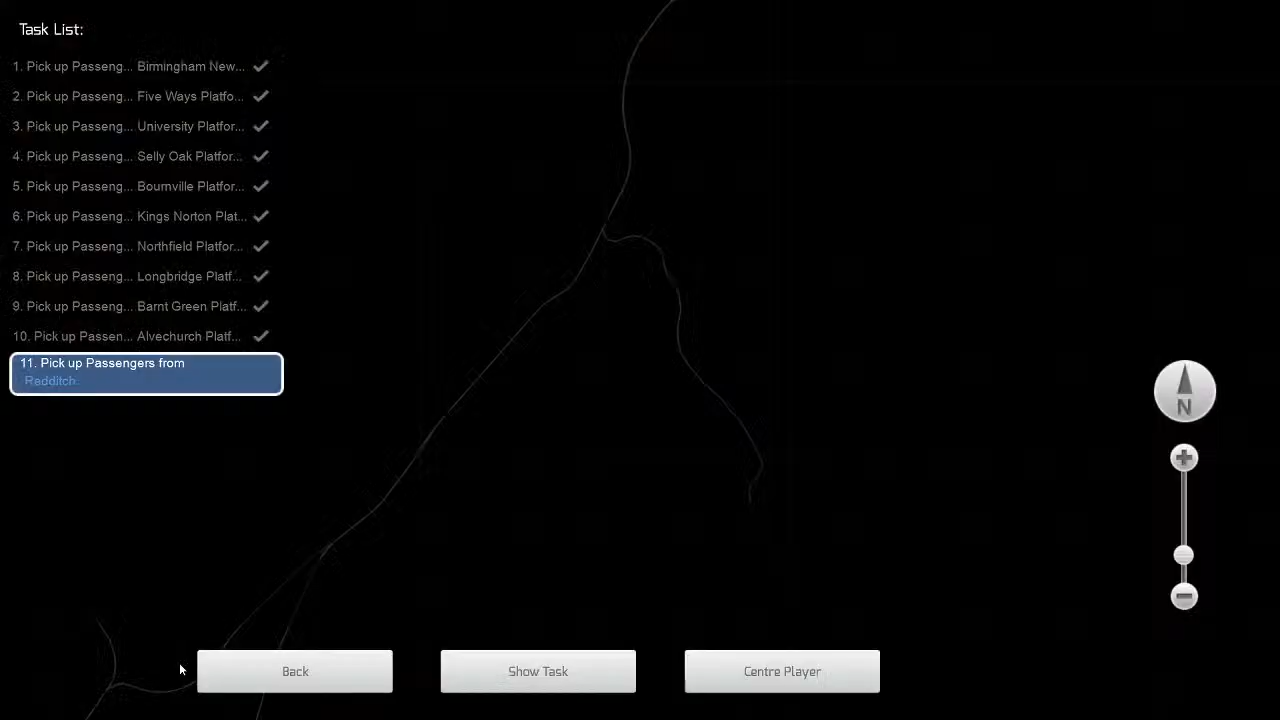 Task List:
1. Pick up Passeng... Birmingham New...
2. Pick up Passeng... Five Ways Platfo...
3. Pick up Passeng... University Platfor...
4. Pick up Passeng... Selly Oak Platfor...
5. Pick up Passeng... Bournville Platfor...
6. Pick up Passeng... Kings Norton Plat...
7. Pick up Passeng... Northfield Platfor...
8. Pick up Passeng... Longbridge Platf...
9. Pick up Passeng... Barnt Green Platf...
10. Pick up Passen... Alvechurch Platf...
11. Pick up Passengers from
Redditch.
N
Back
Show Task
Centre Player